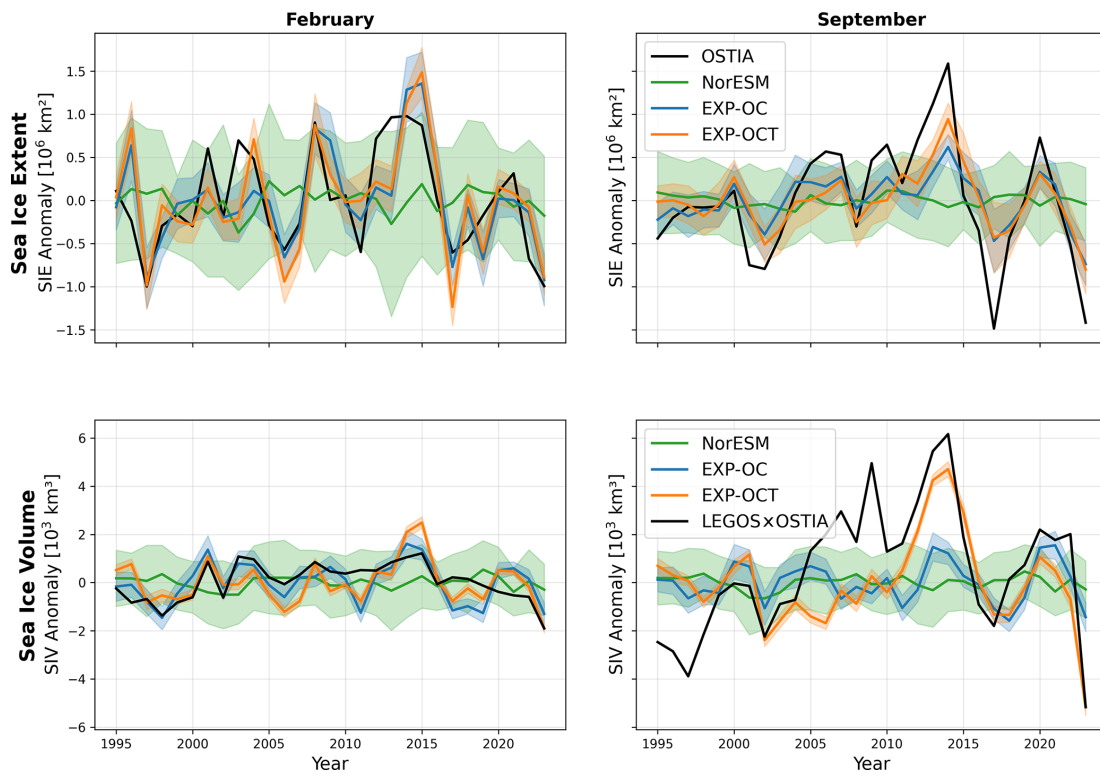 February
September
Sea Ice Extent
SIE Anomaly [10⁶ km²]
1.5
1.0
0.5
0.0
−0.5
−1.0
−1.5
SIE Anomaly [10⁶ km²]
OSTIA
NorESM
EXP-OC
EXP-OCT
Sea Ice Volume
SIV Anomaly [10³ km³]
6
4
2
0
−2
−4
−6
1995
2000
2005
2010
2015
2020
Year
SIV Anomaly [10³ km³]
NorESM
EXP-OC
EXP-OCT
LEGOS×OSTIA
1995
2000
2005
2010
2015
2020
Year